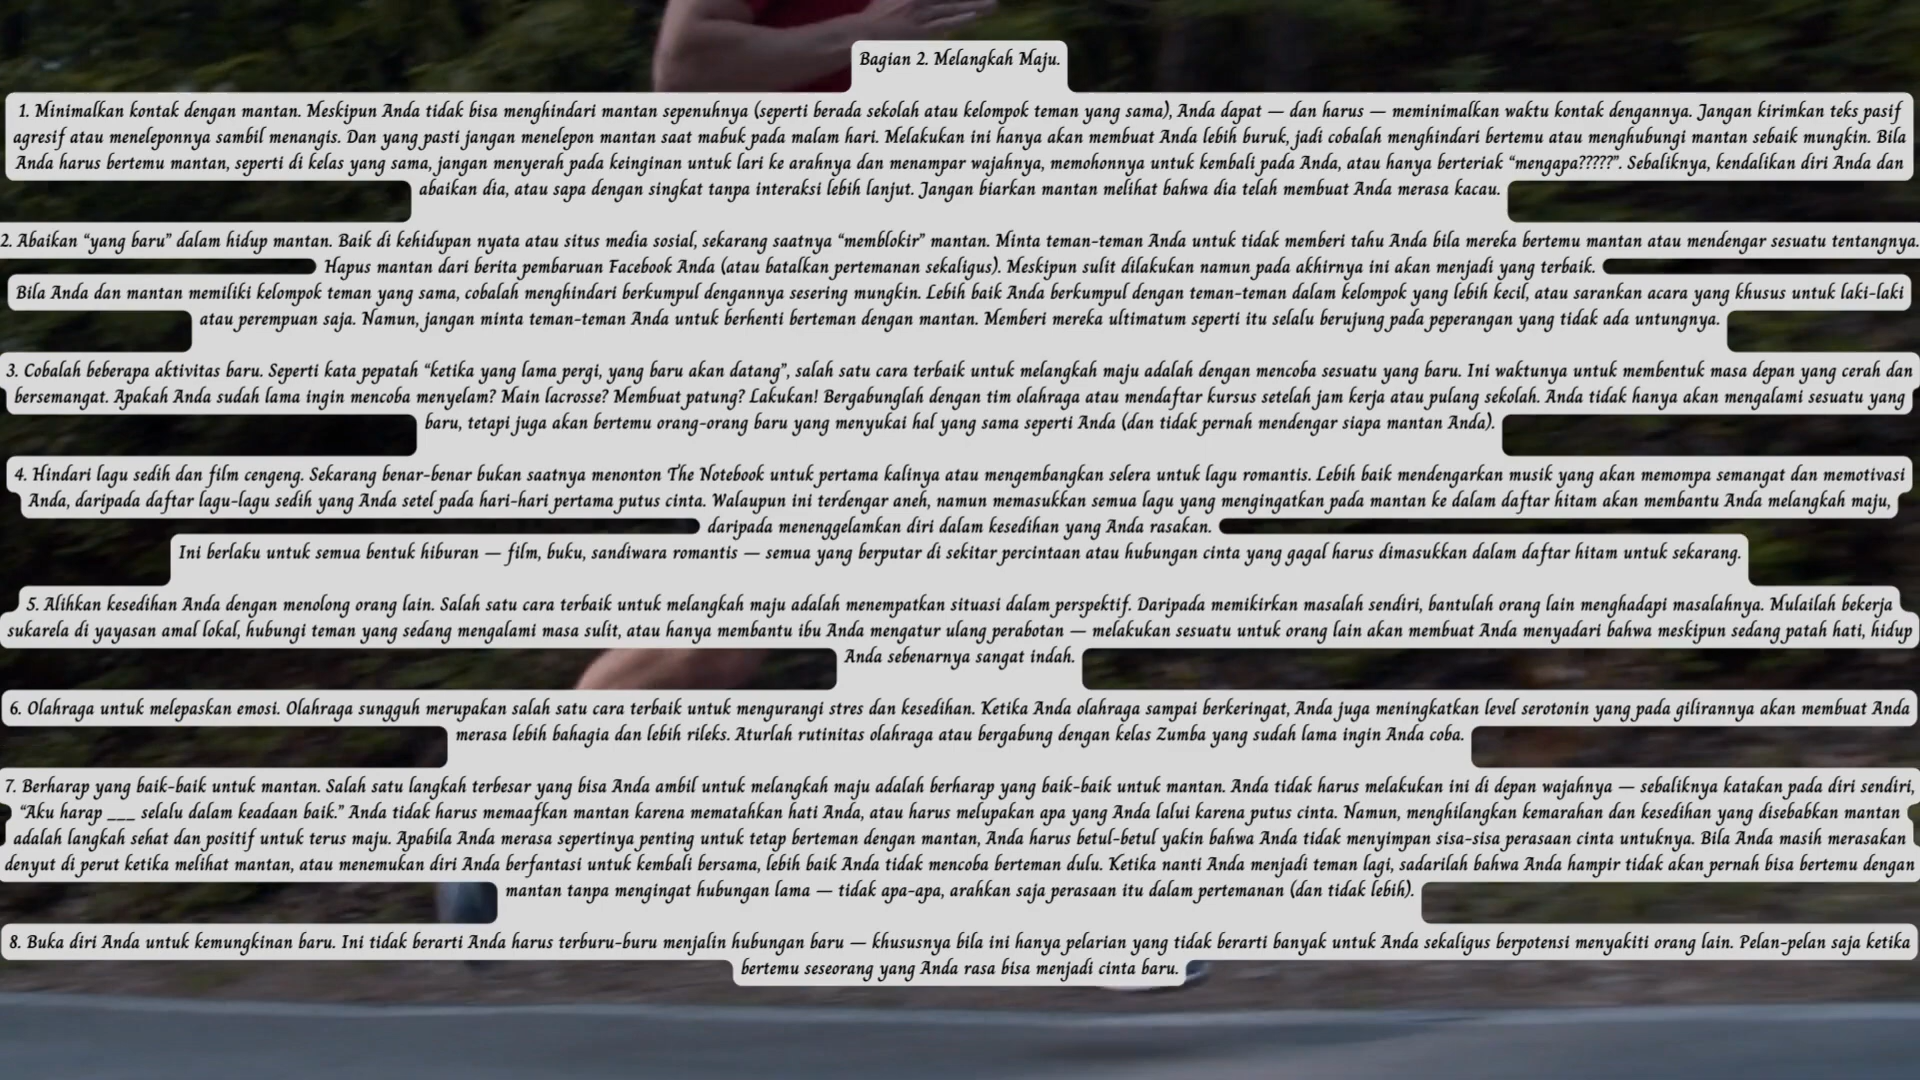 Bagian 2. Melangkah Maju.
1. Minimalkan kontak dengan mantan. Meskipun Anda tidak bisa menghindari mantan sepenuhnya (seperti berada sekolah atau kelompok teman yang sama), Anda dapat — dan harus — meminimalkan waktu kontak dengannya. Jangan kirimkan teks pasif
agresif atau meneleponnya sambil menangis. Dan yang pasti jangan menelepon mantan saat mabuk pada malam hari. Melakukan ini hanya akan membuat Anda lebih buruk, jadi cobalah menghindari bertemu atau menghubungi mantan sebaik mungkin. Bila
Anda harus bertemu mantan, seperti di kelas yang sama, jangan menyerah pada keinginan untuk lari ke arahnya dan menampar wajahnya, memohonnya untuk kembali pada Anda, atau hanya berteriak “mengapa?????”. Sebaliknya, kendalikan diri Anda dan
abaikan dia, atau sapa dengan singkat tanpa interaksi lebih lanjut. Jangan biarkan mantan melihat bahwa dia telah membuat Anda merasa kacau.
2. Abaikan “yang baru” dalam hidup mantan. Baik di kehidupan nyata atau situs media sosial, sekarang saatnya “memblokir” mantan. Minta teman-teman Anda untuk tidak memberi tahu Anda bila mereka bertemu mantan atau mendengar sesuatu tentangnya.
Hapus mantan dari berita pembaruan Facebook Anda (atau batalkan pertemanan sekaligus). Meskipun sulit dilakukan namun pada akhirnya ini akan menjadi yang terbaik.
Bila Anda dan mantan memiliki kelompok teman yang sama, cobalah menghindari berkumpul dengannya sesering mungkin. Lebih baik Anda berkumpul dengan teman-teman dalam kelompok yang lebih kecil, atau sarankan acara yang khusus untuk laki-laki
atau perempuan saja. Namun, jangan minta teman-teman Anda untuk berhenti berteman dengan mantan. Memberi mereka ultimatum seperti itu selalu berujung pada peperangan yang tidak ada untungnya.
3. Cobalah beberapa aktivitas baru. Seperti kata pepatah “ketika yang lama pergi, yang baru akan datang”, salah satu cara terbaik untuk melangkah maju adalah dengan mencoba sesuatu yang baru. Ini waktunya untuk membentuk masa depan yang cerah dan
bersemangat. Apakah Anda sudah lama ingin mencoba menyelam? Main lacrosse? Membuat patung? Lakukan! Bergabunglah dengan tim olahraga atau mendaftar kursus setelah jam kerja atau pulang sekolah. Anda tidak hanya akan mengalami sesuatu yang
baru, tetapi juga akan bertemu orang-orang baru yang menyukai hal yang sama seperti Anda (dan tidak pernah mendengar siapa mantan Anda).
4. Hindari lagu sedih dan film cengeng. Sekarang benar-benar bukan saatnya menonton The Notebook untuk pertama kalinya atau mengembangkan selera untuk lagu romantis. Lebih baik mendengarkan musik yang akan memompa semangat dan memotivasi
Anda, daripada daftar lagu-lagu sedih yang Anda setel pada hari-hari pertama putus cinta. Walaupun ini terdengar aneh, namun memasukkan semua lagu yang mengingatkan pada mantan ke dalam daftar hitam akan membantu Anda melangkah maju,
daripada menenggelamkan diri dalam kesedihan yang Anda rasakan.
Ini berlaku untuk semua bentuk hiburan — film, buku, sandiwara romantis — semua yang berputar di sekitar percintaan atau hubungan cinta yang gagal harus dimasukkan dalam daftar hitam untuk sekarang.
5. Alihkan kesedihan Anda dengan menolong orang lain. Salah satu cara terbaik untuk melangkah maju adalah menempatkan situasi dalam perspektif. Daripada memikirkan masalah sendiri, bantulah orang lain menghadapi masalahnya. Mulailah bekerja
sukarela di yayasan amal lokal, hubungi teman yang sedang mengalami masa sulit, atau hanya membantu ibu Anda mengatur ulang perabotan — melakukan sesuatu untuk orang lain akan membuat Anda menyadari bahwa meskipun sedang patah hati, hidup
Anda sebenarnya sangat indah.
6. Olahraga untuk melepaskan emosi. Olahraga sungguh merupakan salah satu cara terbaik untuk mengurangi stres dan kesedihan. Ketika Anda olahraga sampai berkeringat, Anda juga meningkatkan level serotonin yang pada gilirannya akan membuat Anda
merasa lebih bahagia dan lebih rileks. Aturlah rutinitas olahraga atau bergabung dengan kelas Zumba yang sudah lama ingin Anda coba.
7. Berharap yang baik-baik untuk mantan. Salah satu langkah terbesar yang bisa Anda ambil untuk melangkah maju adalah berharap yang baik-baik untuk mantan. Anda tidak harus melakukan ini di depan wajahnya — sebaliknya katakan pada diri sendiri,
“Aku harap ___ selalu dalam keadaan baik.” Anda tidak harus memaafkan mantan karena mematahkan hati Anda, atau harus melupakan apa yang Anda lalui karena putus cinta. Namun, menghilangkan kemarahan dan kesedihan yang disebabkan mantan
adalah langkah sehat dan positif untuk terus maju. Apabila Anda merasa sepertinya penting untuk tetap berteman dengan mantan, Anda harus betul-betul yakin bahwa Anda tidak menyimpan sisa-sisa perasaan cinta untuknya. Bila Anda masih merasakan
denyut di perut ketika melihat mantan, atau menemukan diri Anda berfantasi untuk kembali bersama, lebih baik Anda tidak mencoba berteman dulu. Ketika nanti Anda menjadi teman lagi, sadarilah bahwa Anda hampir tidak akan pernah bisa bertemu dengan
mantan tanpa mengingat hubungan lama — tidak apa-apa, arahkan saja perasaan itu dalam pertemanan (dan tidak lebih).
8. Buka diri Anda untuk kemungkinan baru. Ini tidak berarti Anda harus terburu-buru menjalin hubungan baru — khususnya bila ini hanya pelarian yang tidak berarti banyak untuk Anda sekaligus berpotensi menyakiti orang lain. Pelan-pelan saja ketika
bertemu seseorang yang Anda rasa bisa menjadi cinta baru.